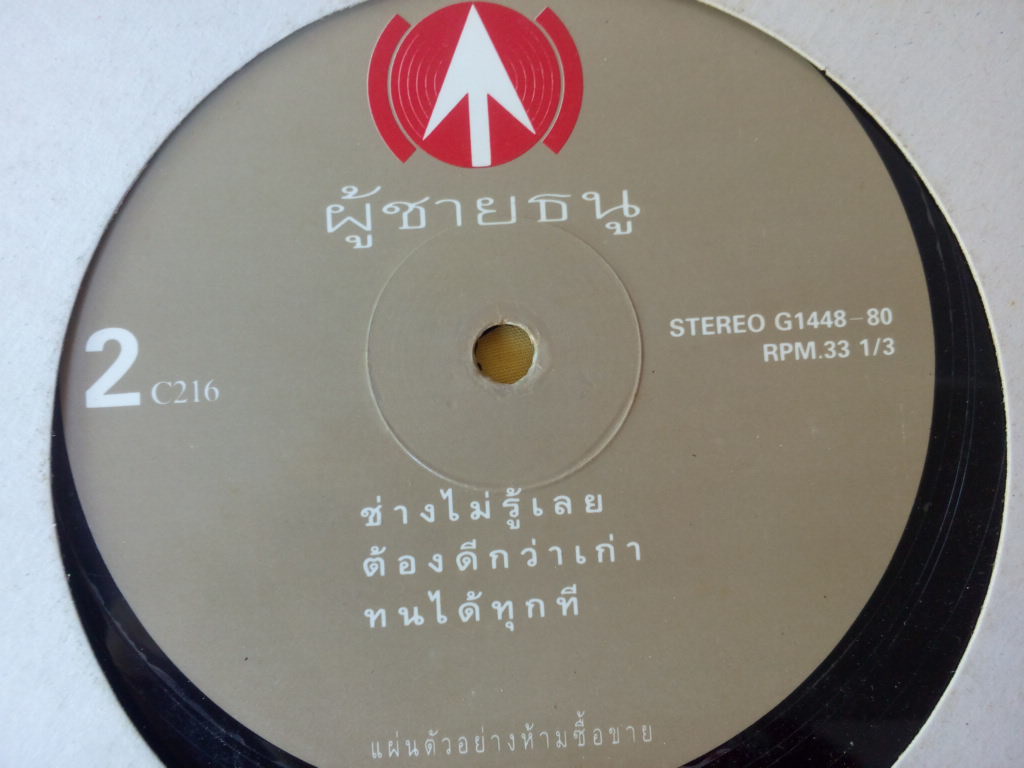 ผู้ชายธนู
STEREO G1448-80
RPM.33 1/3
2 C216
ช่างไม่รู้เลย
ต้องดีกว่าเก่า
ทนได้ทุกที
แผ่นตัวอย่างห้ามซื้อขาย